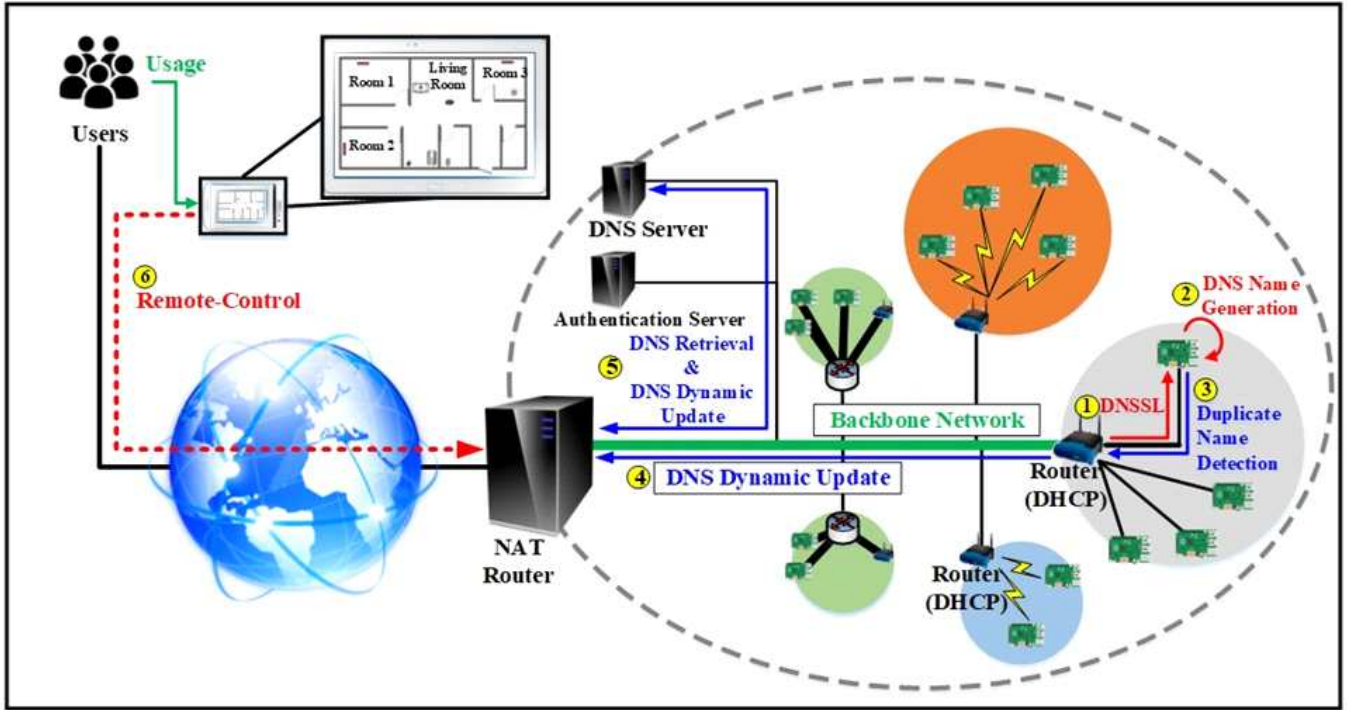 Usage
Users
Room 1
Living
Room
Room 3
Room 2
6
Remote-Control
DNS Server
Authentication Server
5
DNS Retrieval
&
DNS Dynamic
Update
NAT
Router
Backbone Network
4
DNS Dynamic Update
2
DNS Name
Generation
1
DNSSL
3
Duplicate
Name
Detection
Router
(DHCP)
Router
(DHCP)